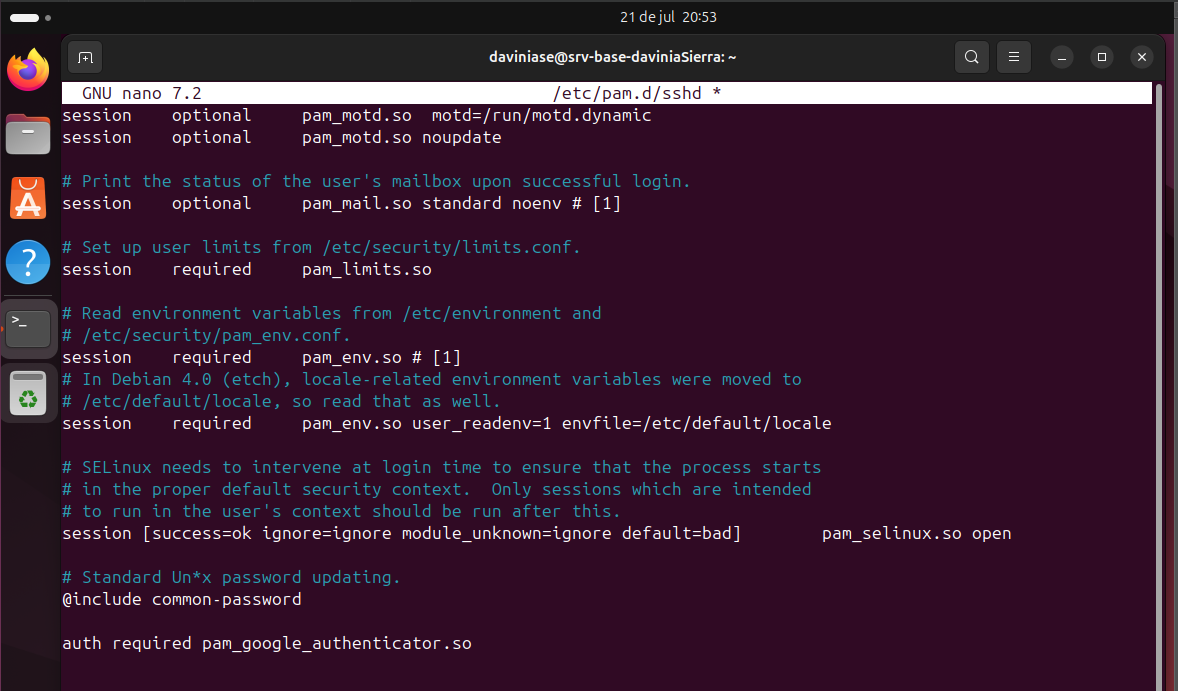 21 de jul 20:53
daviniase@srv-base-daviniaSierra: ~
GNU nano 7.2 /etc/pam.d/sshd *
session    optional     pam_motd.so  motd=/run/motd.dynamic
session    optional     pam_motd.so noupdate
# Print the status of the user's mailbox upon successful login.
session    optional     pam_mail.so standard noenv # [1]
# Set up user limits from /etc/security/limits.conf.
session    required     pam_limits.so
# Read environment variables from /etc/environment and
# /etc/security/pam_env.conf.
session    required     pam_env.so # [1]
# In Debian 4.0 (etch), locale-related environment variables were moved to
# /etc/default/locale, so read that as well.
session    required     pam_env.so user_readenv=1 envfile=/etc/default/locale
# SELinux needs to intervene at login time to ensure that the process starts
# in the proper default security context.  Only sessions which are intended
# to run in the user's context should be run after this.
session [success=ok ignore=ignore module_unknown=ignore default=bad]        pam_selinux.so open
# Standard Un*x password updating.
@include common-password
auth required pam_google_authenticator.so